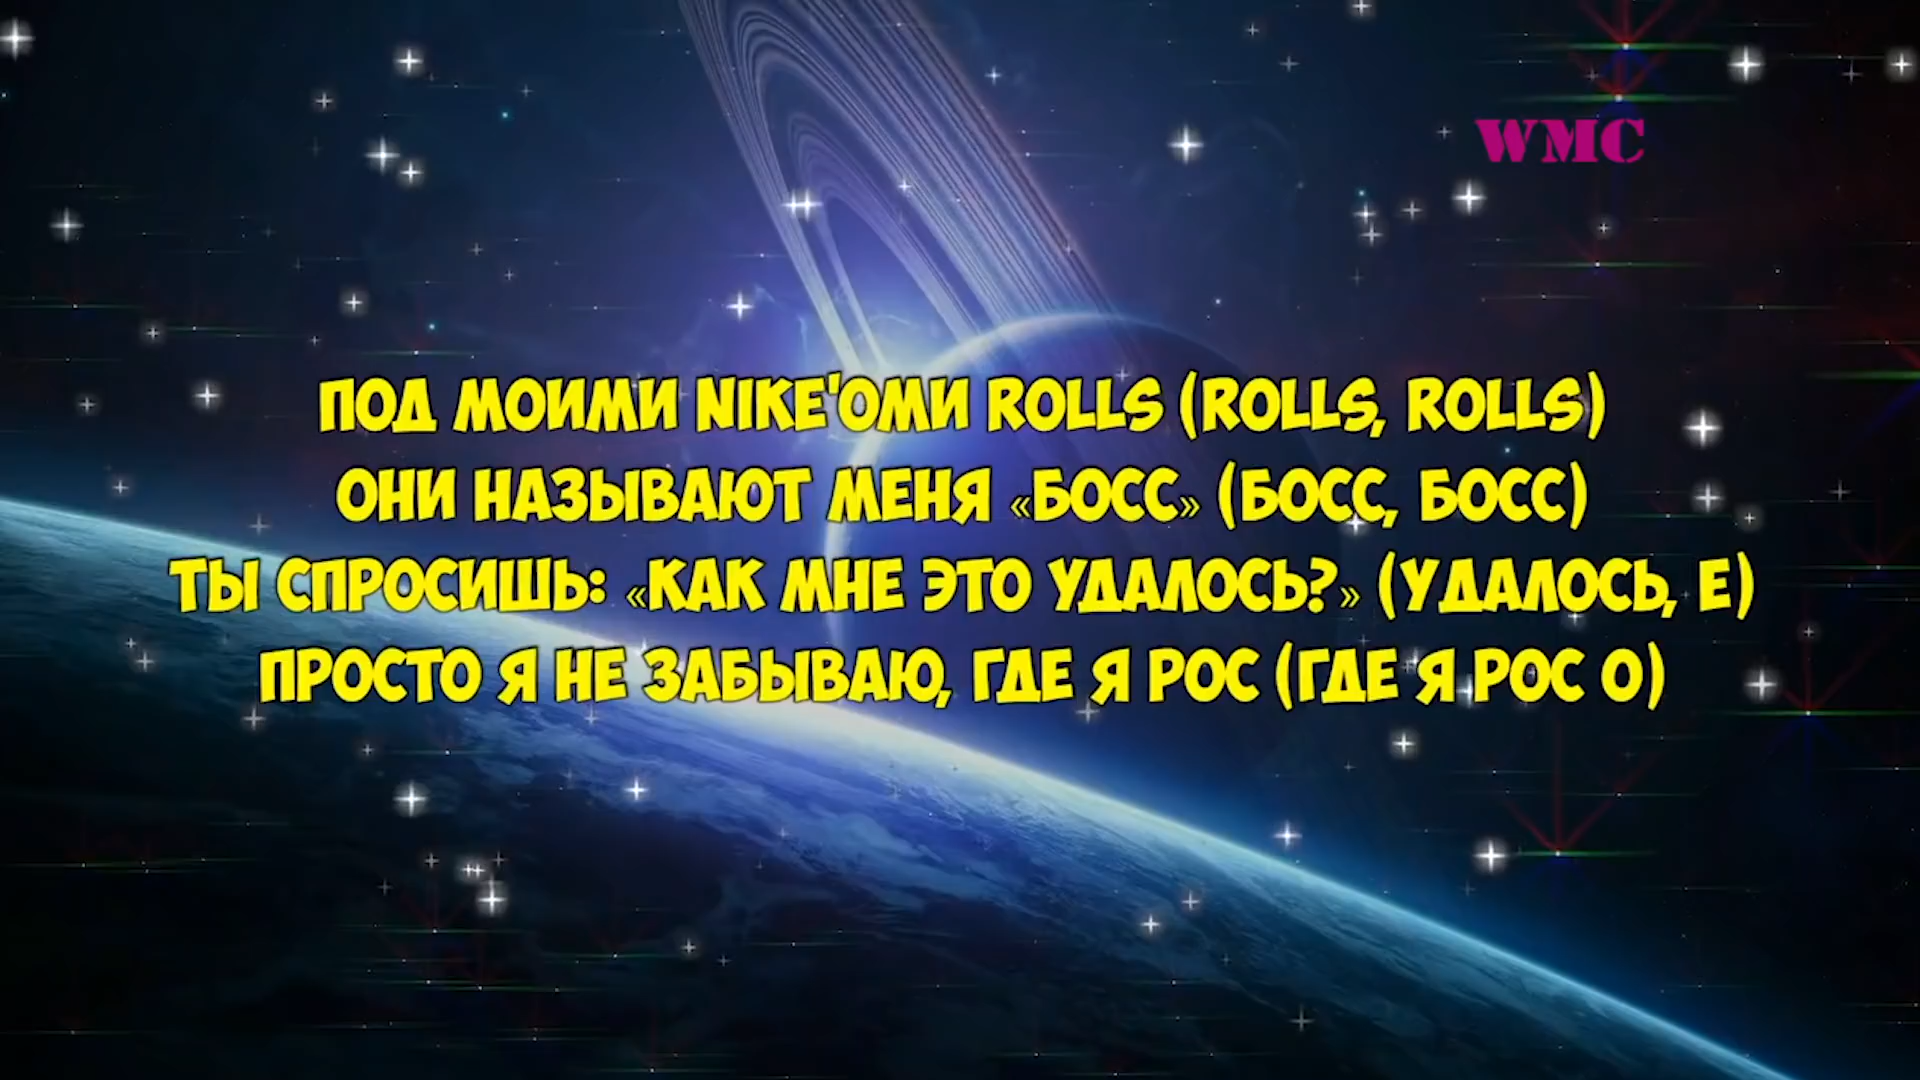 WMC
ПОД МОИМИ NIKE'ОМИ ROLLS (ROLLS, ROLLS)
ОНИ НАЗЫВАЮТ МЕНЯ «БОСС» (БОСС, БОСС)
ТЫ СПРОСИШЬ: «КАК МНЕ ЭТО УДАЛОСЬ?» (УДАЛОСЬ, Е)
ПРОСТО Я НЕ ЗАБЫВАЮ, ГДЕ Я РОС (ГДЕ Я РОС О)